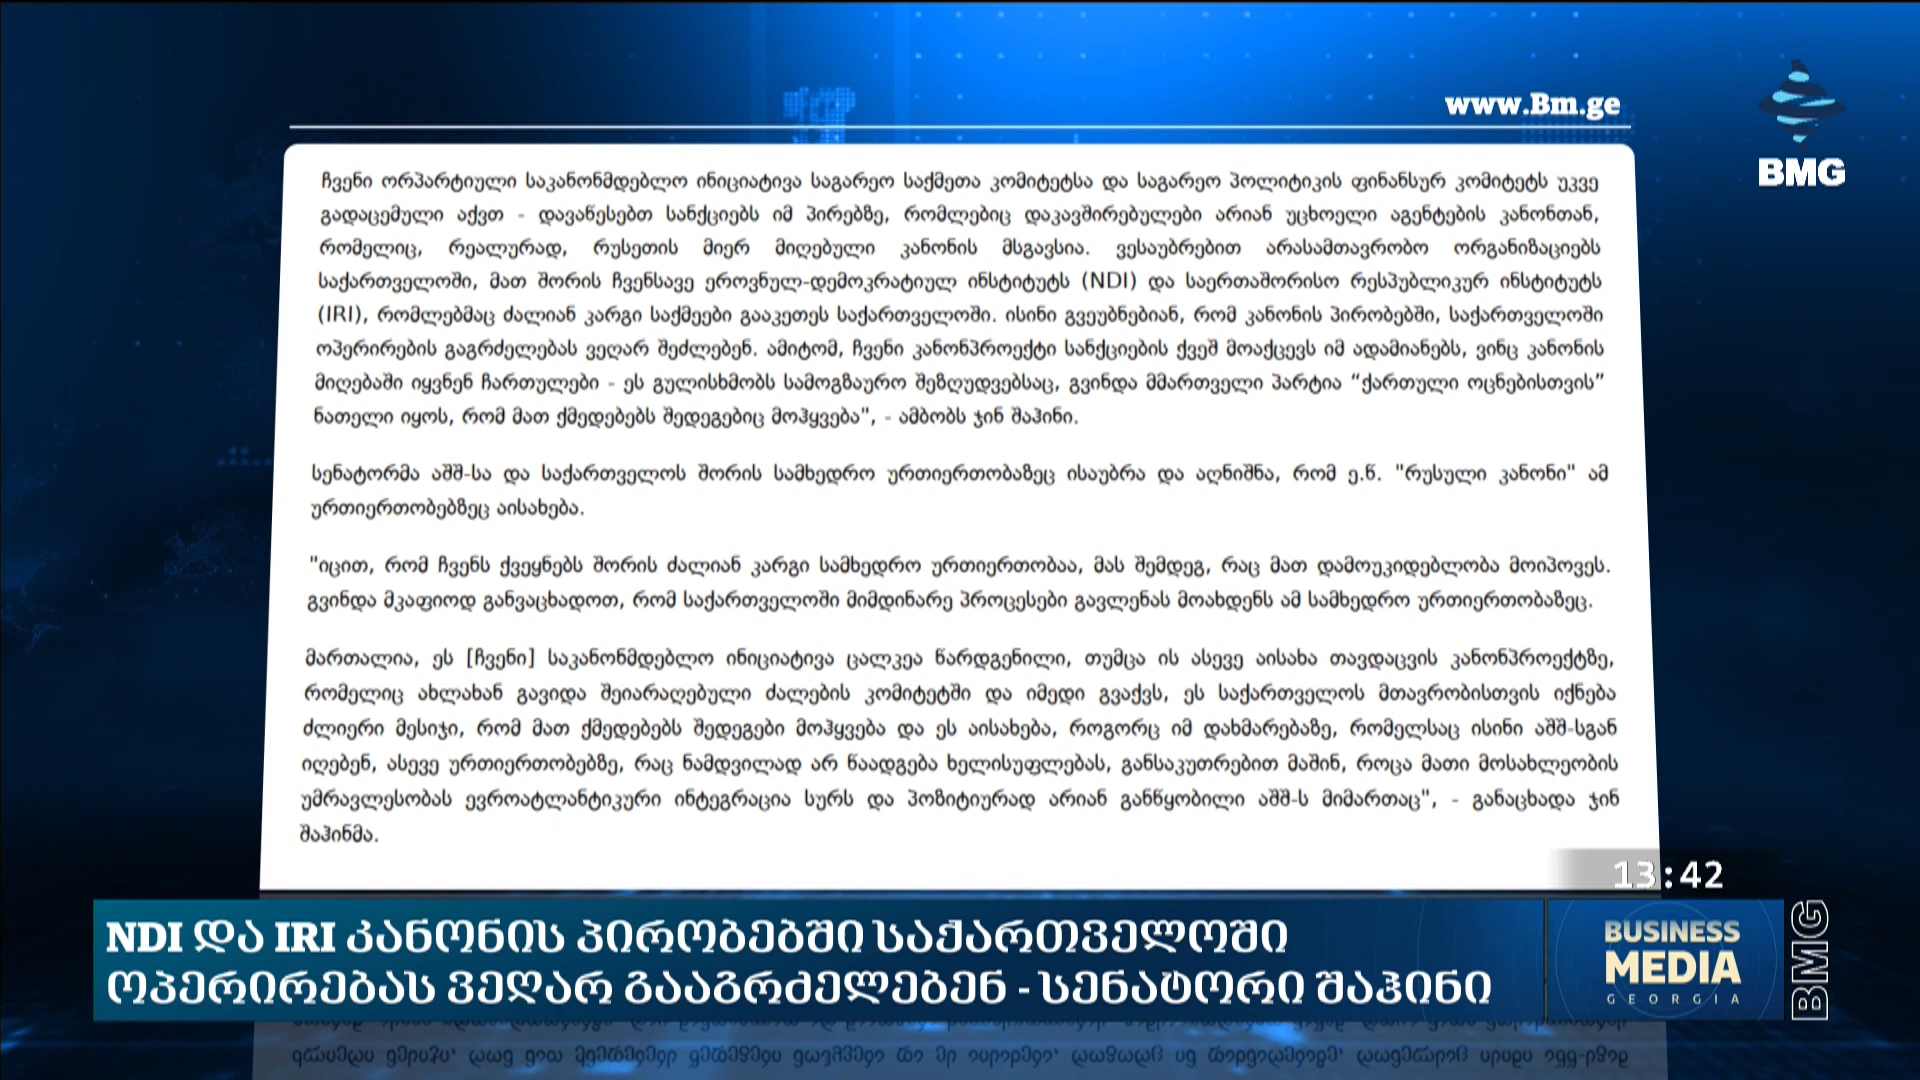 www.Bm.ge
BMG
ჩვენი ორპარტიული საკანონმდებლო ინიციატივა საგარეო საქმეთა კომიტეტსა და საგარეო პოლიტიკის ფინანსურ კომიტეტს უკვე
გადაცემული აქვთ - დავაწესებთ სანქციებს იმ პირებზე, რომლებიც დაკავშირებულები არიან უცხოელი აგენტების კანონთან,
რომელიც, რეალურად, რუსეთის მიერ მიღებული კანონის მსგავსია. ვესაუბრებით არასამთავრობო ორგანიზაციებს
საქართველოში, მათ შორის ჩვენსავე ეროვნულ-დემოკრატიულ ინსტიტუტს (NDI) და საერთაშორისო რესპუბლიკურ ინსტიტუტს
(IRI), რომლებმაც ძალიან კარგი საქმეები გააკეთეს საქართველოში. ისინი გვეუბნებიან, რომ კანონის პირობებში, საქართველოში
ოპერირების გაგრძელებას ვეღარ შეძლებენ. ამიტომ, ჩვენი კანონპროექტი სანქციების ქვეშ მოაქცევს იმ ადამიანებს, ვინც კანონის
მიღებაში იყვნენ ჩართულები - ეს გულისხმობს სამოგზაურო შეზღუდვებსაც, გვინდა მმართველი პარტია “ქართული ოცნებისთვის”
ნათელი იყოს, რომ მათ ქმედებებს შედეგებიც მოჰყვება", - ამბობს ჯინ შაჰინი.
სენატორმა აშშ-სა და საქართველოს შორის სამხედრო ურთიერთობაზეც ისაუბრა და აღნიშნა, რომ ე.წ. "რუსული კანონი" ამ
ურთიერთობებზეც აისახება.
"იცით, რომ ჩვენს ქვეყნებს შორის ძალიან კარგი სამხედრო ურთიერთობაა, მას შემდეგ, რაც მათ დამოუკიდებლობა მოიპოვეს.
გვინდა მკაფიოდ განვაცხადოთ, რომ საქართველოში მიმდინარე პროცესები გავლენას მოახდენს ამ სამხედრო ურთიერთობაზეც.
მართალია, ეს [ჩვენი] საკანონმდებლო ინიციატივა ცალკეა წარდგენილი, თუმცა ის ასევე აისახა თავდაცვის კანონპროექტზე,
რომელიც ახლახან გავიდა შეიარაღებული ძალების კომიტეტში და იმედი გვაქვს, ეს საქართველოს მთავრობისთვის იქნება
ძლიერი მესიჯი, რომ მათ ქმედებებს შედეგები მოჰყვება და ეს აისახება, როგორც იმ დახმარებაზე, რომელსაც ისინი აშშ-სგან
იღებენ, ასევე ურთიერთობებზე, რაც ნამდვილად არ წაადგება ხელისუფლებას, განსაკუთრებით მაშინ, როცა მათი მოსახლეობის
უმრავლესობას ევროატლანტიკური ინტეგრაცია სურს და პოზიტიურად არიან განწყობილი აშშ-ს მიმართაც", - განაცხადა ჯინ
შაჰინმა.
13:42
NDI და IRI კანონის პირობებში საქართველოში
ოპერირებას ვეღარ გააგრძელებენ - სენატორი შაჰინი
BUSINESS
MEDIA
GEORGIA
BMG